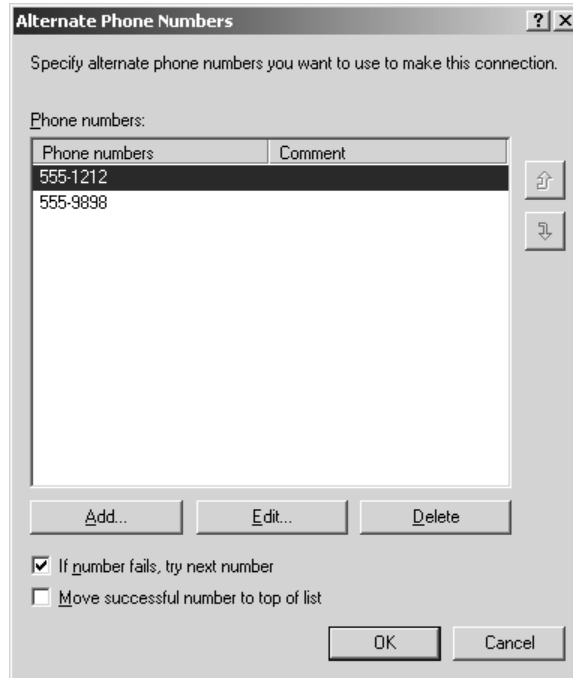 Alternate Phone Numbers ? X
Specify alternate phone numbers you want to use to make this connection.
Phone numbers:
Phone numbers Comment
555-1212
555-9898
Add... Edit... Delete
If number fails, try next number
Move successful number to top of list
OK Cancel